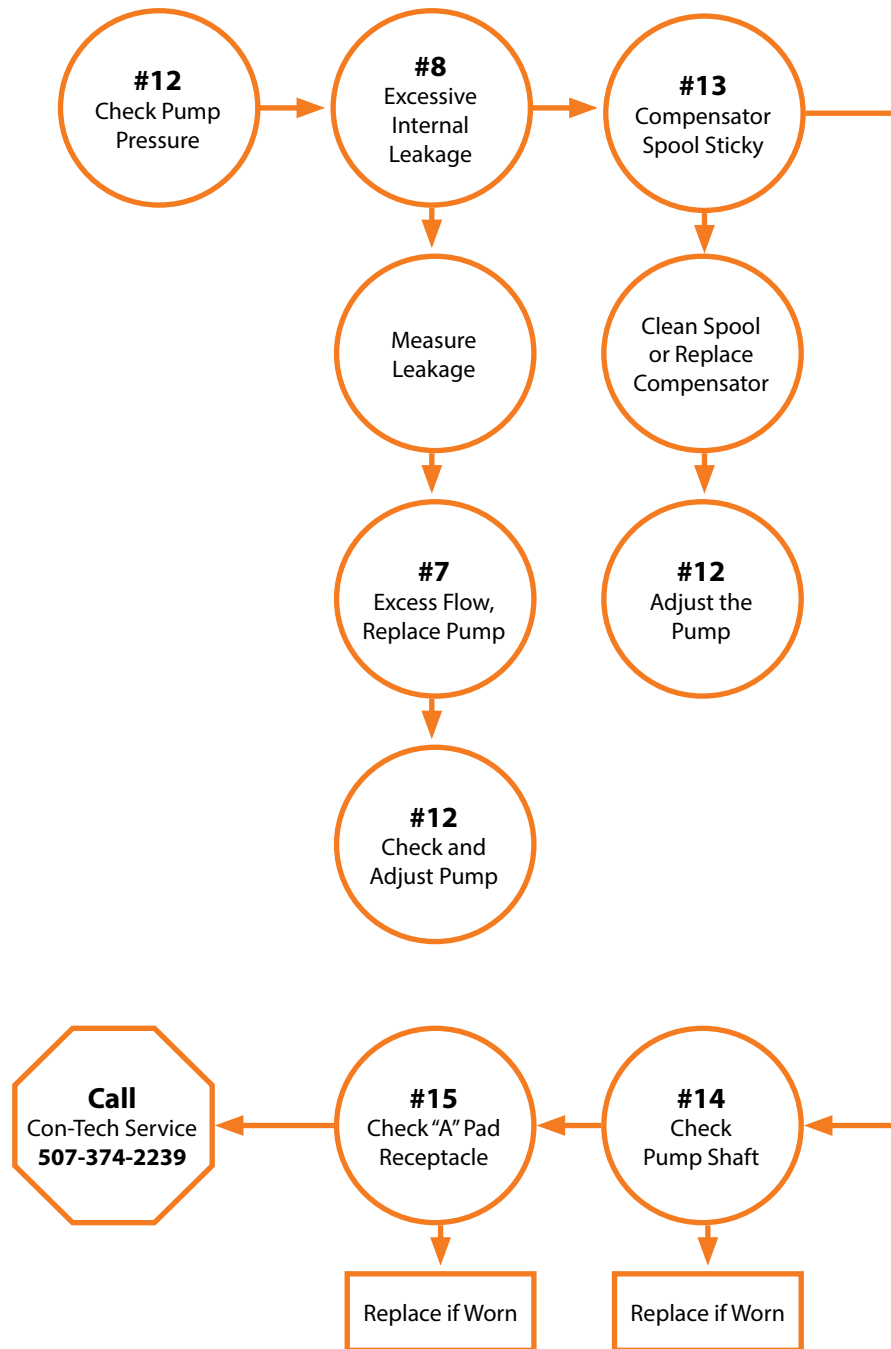 #12
Check Pump
Pressure
#8
Excessive
Internal
Leakage
#13
Compensator
Spool Sticky
Measure
Leakage
Clean Spool
or Replace
Compensator
#7
Excess Flow,
Replace Pump
#12
Adjust the
Pump
#12
Check and
Adjust Pump
Call
Con-Tech Service
507-374-2239
#15
Check “A” Pad
Receptacle
#14
Check
Pump Shaft
Replace if Worn
Replace if Worn